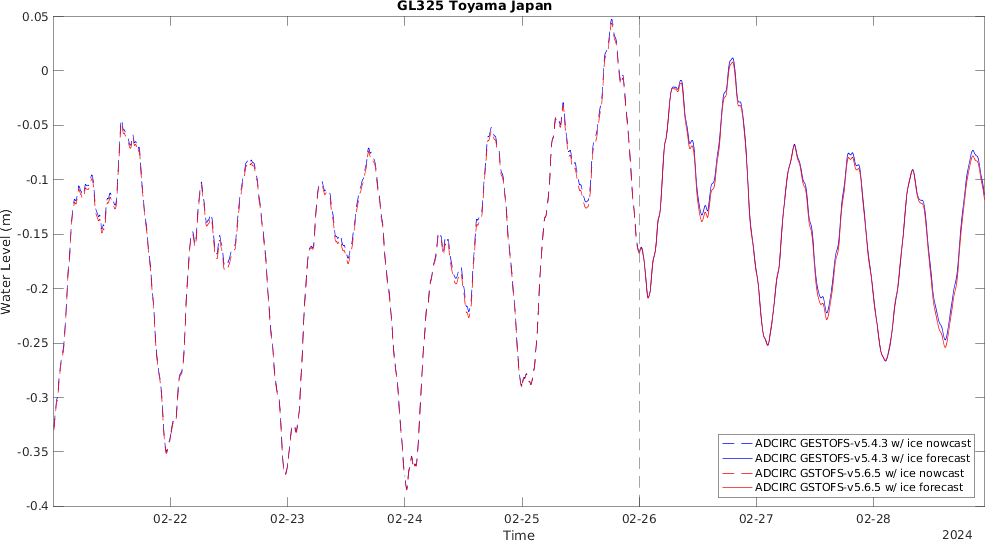 GL325 Toyama Japan
0.05
0
-0.05
-0.1
-0.15
-0.2
-0.25
-0.3
-0.35
-0.4
Water Level (m)
ADCIRC GESTOFS-v5.4.3 w/ ice nowcast
ADCIRC GESTOFS-v5.4.3 w/ ice forecast
ADCIRC GSTOFS-v5.6.5 w/ ice nowcast
ADCIRC GSTOFS-v5.6.5 w/ ice forecast
02-22 02-23 02-24 02-25 02-26 02-27 02-28
Time
2024